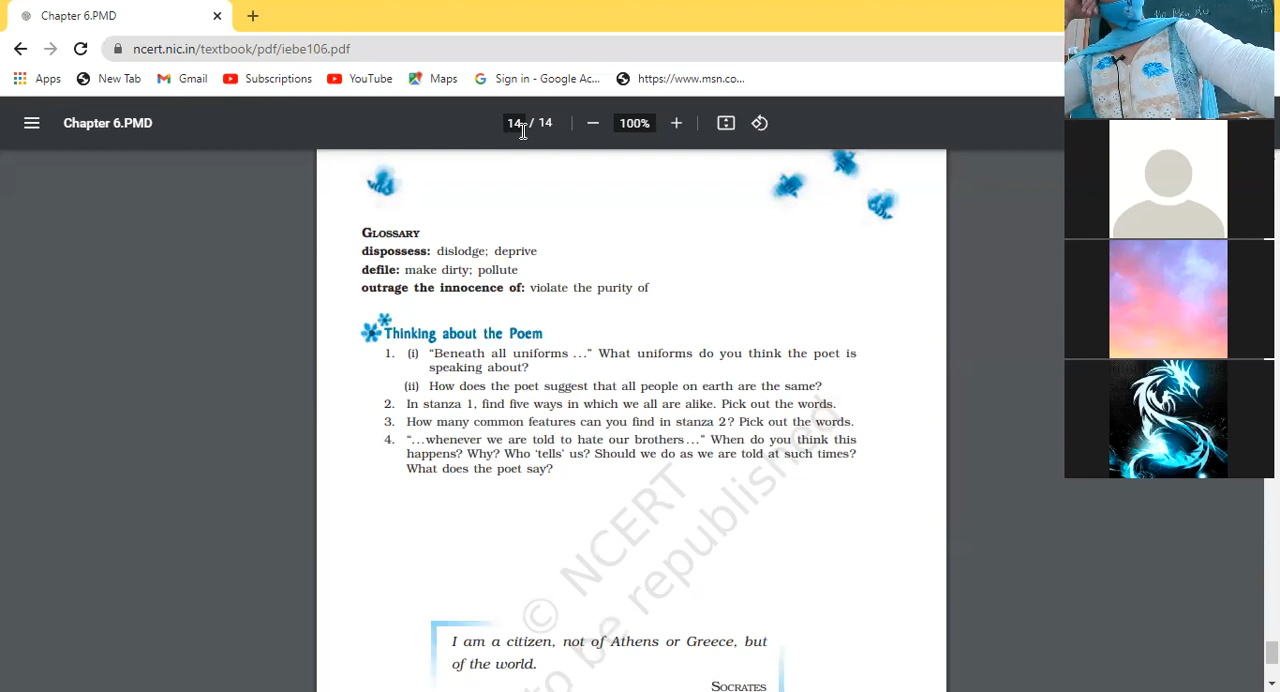 Chapter 6.PMD
ncert.nic.in/textbook/pdf/iebe106.pdf
Apps New Tab Gmail Subscriptions YouTube Maps Sign in - Google Ac... https://www.msn.co...
Chapter 6.PMD 14 / 14 100%
GLOSSARY
dispossess: dislodge; deprive
defile: make dirty; pollute
outrage the innocence of: violate the purity of
Thinking about the Poem
1. (i) “Beneath all uniforms ...” What uniforms do you think the poet is
speaking about?
(ii) How does the poet suggest that all people on earth are the same?
2. In stanza 1, find five ways in which we all are alike. Pick out the words.
3. How many common features can you find in stanza 2? Pick out the words.
4. “...whenever we are told to hate our brothers ...” When do you think this
happens? Why? Who ‘tells’ us? Should we do as we are told at such times?
What does the poet say?
© NCERT
to be republished
I am a citizen, not of Athens or Greece, but
of the world.
SOCRATES